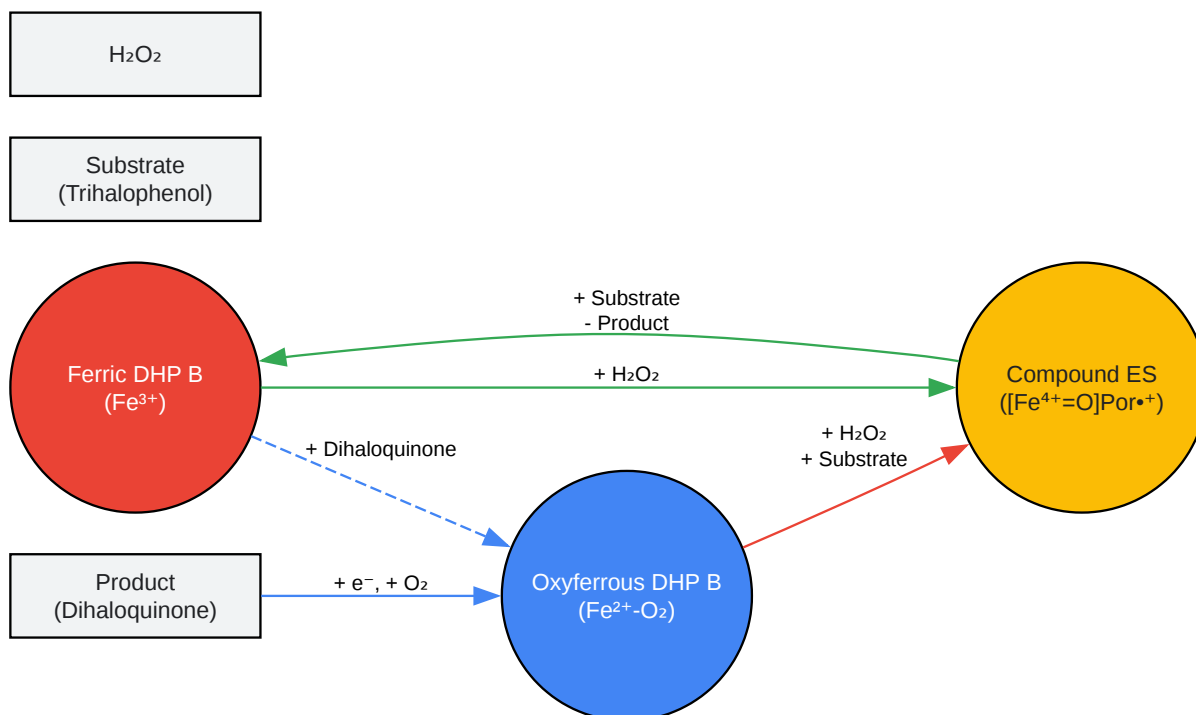 H₂O₂
Substrate
(Trihalophenol)
+ Substrate
- Product
Ferric DHP B
(Fe³⁺)
+ H₂O₂
Compound ES
([Fe⁴⁺=O]Por•⁺)
+ Dihaloquinone
+ H₂O₂
+ Substrate
Product
(Dihaloquinone)
+ e⁻, + O₂
Oxyferrous DHP B
(Fe²⁺-O₂)